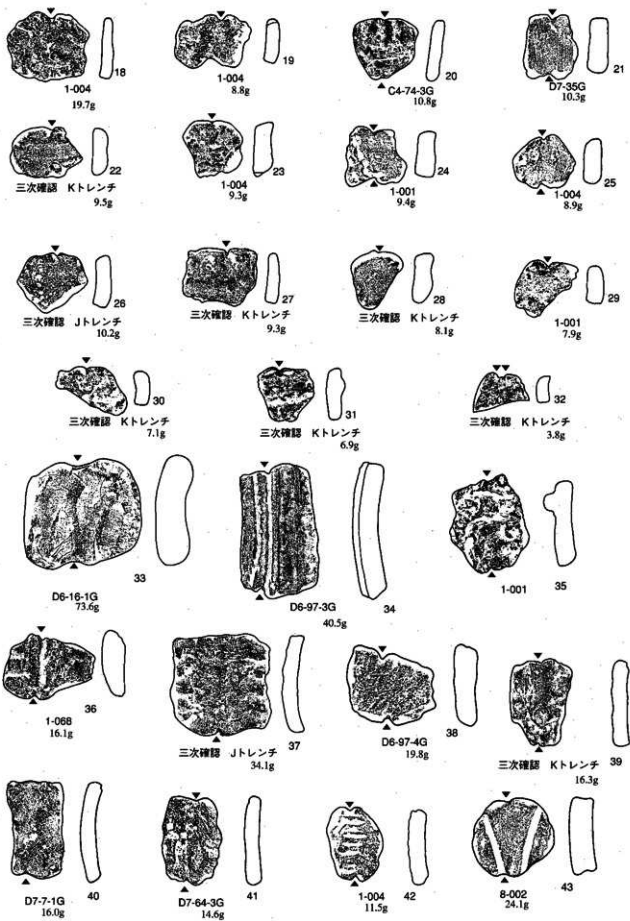 18
1-004
19.7g
19
1-004
8.8g
20
C4-74-3G
10.8g
21
D7-35G
10.3g
22
三次確認 Kトレンチ
9.5g
23
1-004
9.3g
24
1-001
9.4g
25
1-004
8.9g
26
三次確認 Jトレンチ
10.2g
27
三次確認 Kトレンチ
9.3g
28
三次確認 Kトレンチ
8.1g
29
1-001
7.9g
30
三次確認 Kトレンチ
7.1g
31
三次確認 Kトレンチ
6.9g
32
三次確認 Kトレンチ
3.8g
33
D6-16-1G
73.6g
34
D6-97-3G
40.5g
35
1-001
36
1-068
16.1g
37
三次確認 Jトレンチ
34.1g
38
D6-97-4G
19.8g
39
三次確認 Kトレンチ
16.3g
40
D7-7-1G
16.0g
41
D7-64-3G
14.6g
42
1-004
11.5g
43
8-002
24.1g